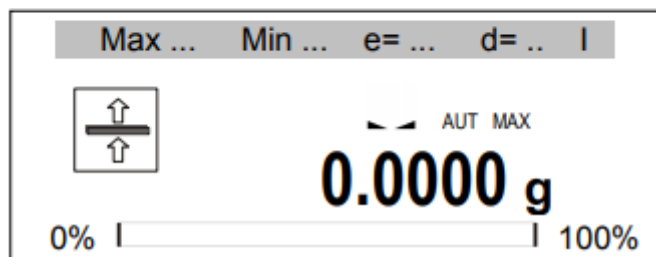 Max ... Min ... e= ... d= .. I
AUT MAX
0.0000 g
0% 100%